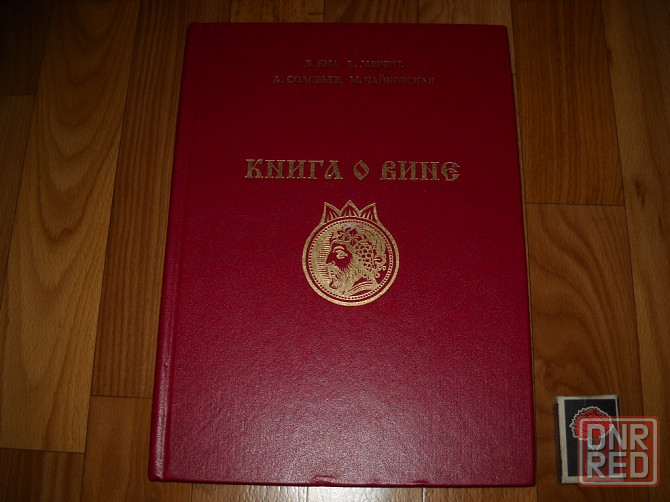 А. СОЛОВЬЕВ, М. ЧАЙКОВСКАЯ
КНИГА О ВИНЕ
DNR
RED